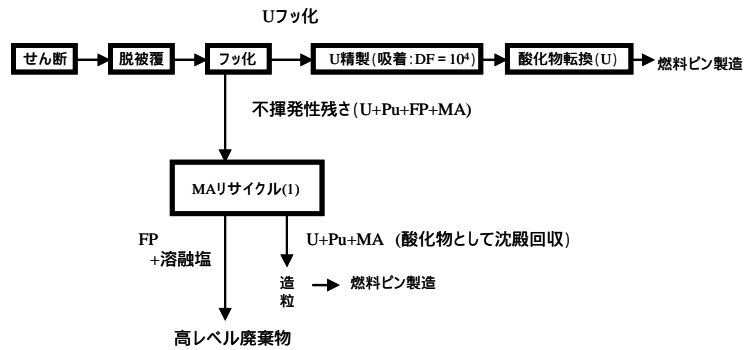 Uフッ化
せん断
脱被覆
フッ化
U精製(吸着:DF=10⁴)
酸化物転換(U)
燃料ピン製造
不揮発性残さ(U+Pu+FP+MA)
MAリサイクル(1)
FP
+溶融塩
U+Pu+MA (酸化物として沈殿回収)
造
粒
燃料ピン製造
高レベル廃棄物